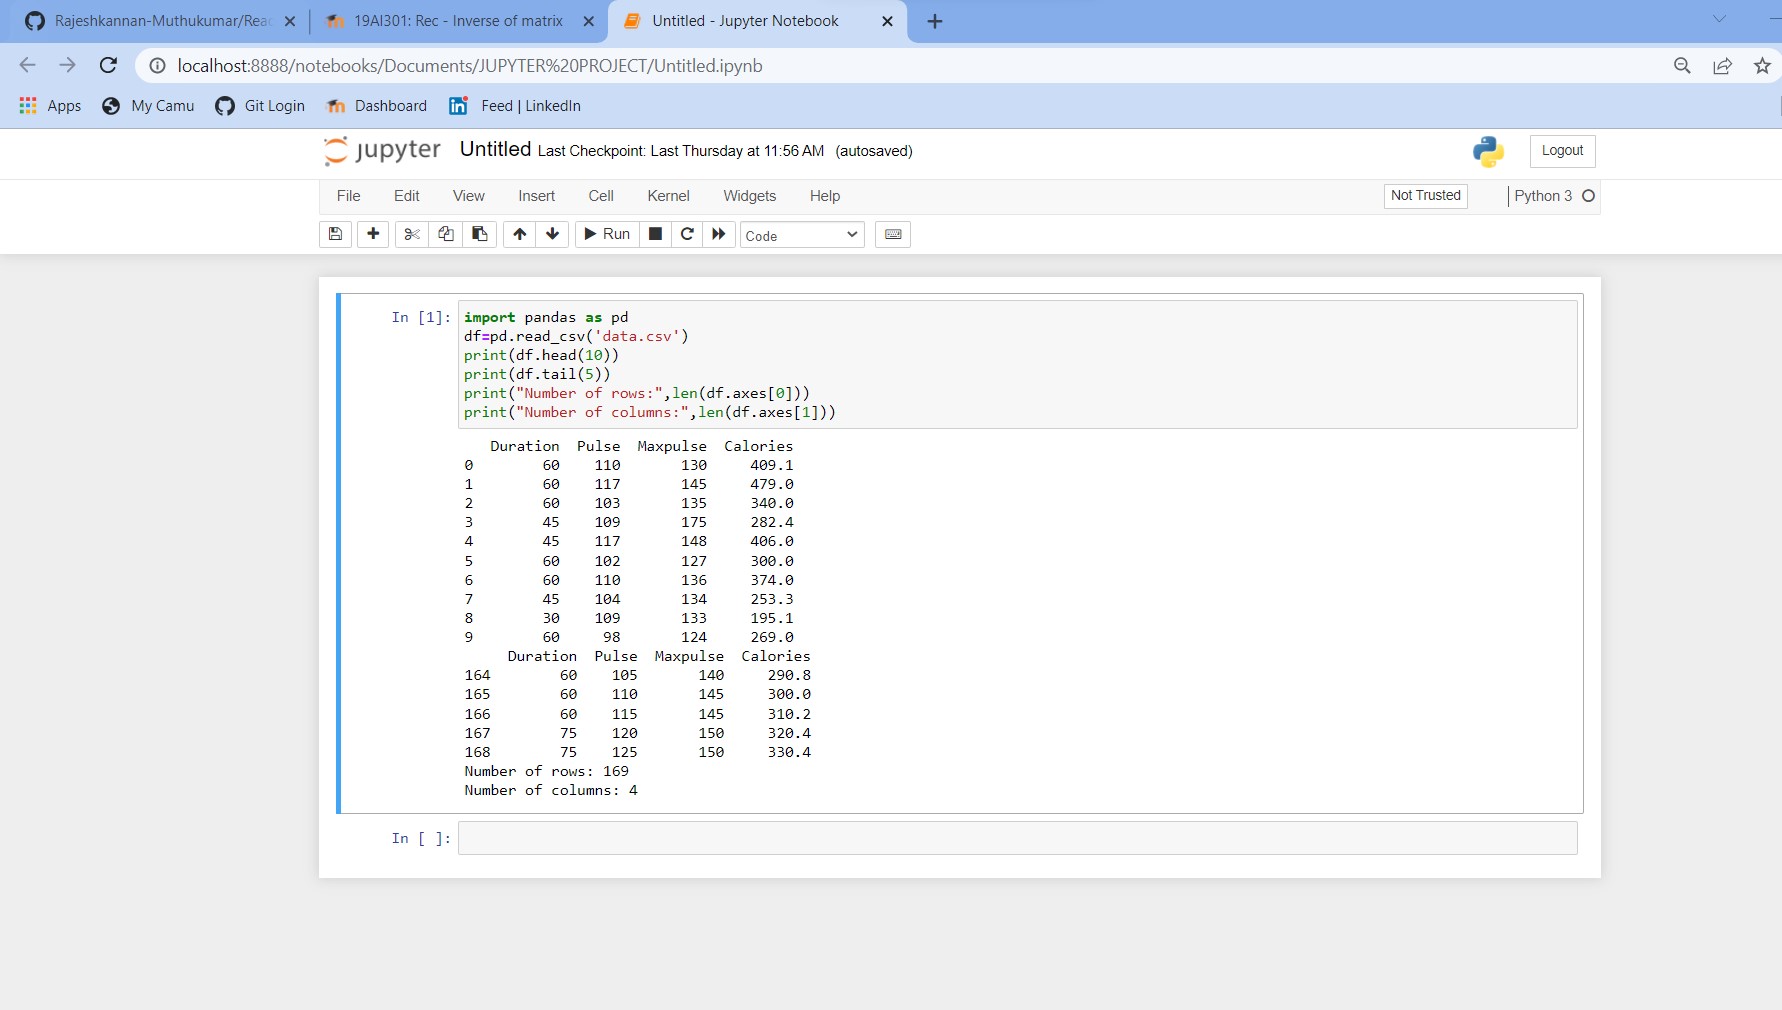 Rajeshkannan-Muthukumar/Rea
19AI301: Rec - Inverse of matrix
Untitled - Jupyter Notebook
localhost:8888/notebooks/Documents/JUPYTER%20PROJECT/Untitled.ipynb
Apps My Camu Git Login Dashboard Feed | LinkedIn
jupyter Untitled Last Checkpoint: Last Thursday at 11:56 AM (autosaved) Logout
File Edit View Insert Cell Kernel Widgets Help Not Trusted Python 3
Run Code
In [1]: import pandas as pd
df=pd.read_csv('data.csv')
print(df.head(10))
print(df.tail(5))
print("Number of rows:",len(df.axes[0]))
print("Number of columns:",len(df.axes[1]))
   Duration  Pulse  Maxpulse  Calories
0        60    110       130     409.1
1        60    117       145     479.0
2        60    103       135     340.0
3        45    109       175     282.4
4        45    117       148     406.0
5        60    102       127     300.0
6        60    110       136     374.0
7        45    104       134     253.3
8        30    109       133     195.1
9        60     98       124     269.0
     Duration  Pulse  Maxpulse  Calories
164        60    105       140     290.8
165        60    110       145     300.0
166        60    115       145     310.2
167        75    120       150     320.4
168        75    125       150     330.4
Number of rows: 169
Number of columns: 4
In [ ]: